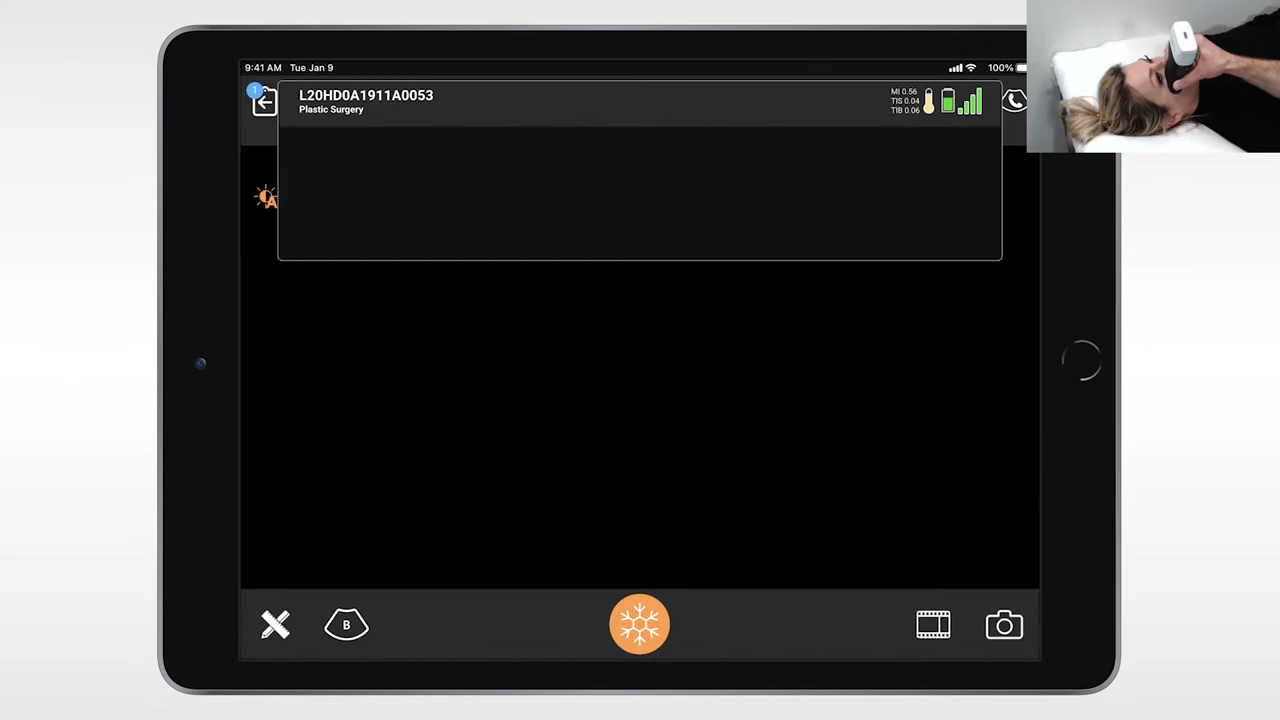 9:41 AM Tue Jan 9
100%
1
L20HD0A1911A0053
Plastic Surgery
MI 0.56
TIS 0.04
TIB 0.06
A
B